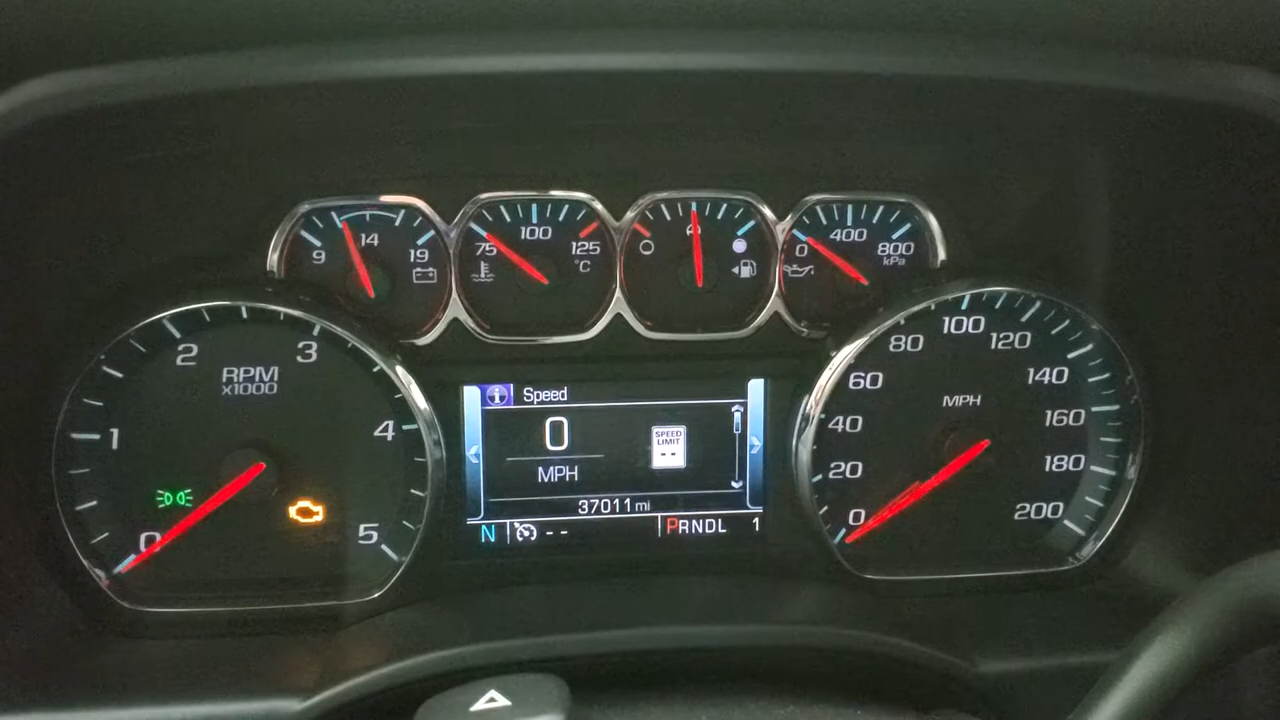 9 14 19
75 100 125
°C
0 400 800
kPa
0 1 2 3 4 5
RPM
x1000
Speed
0
MPH
SPEED
LIMIT
--
37011 mi
N -- PRNDL 1
0 20 40 60 80 100 120 140 160 180 200
MPH